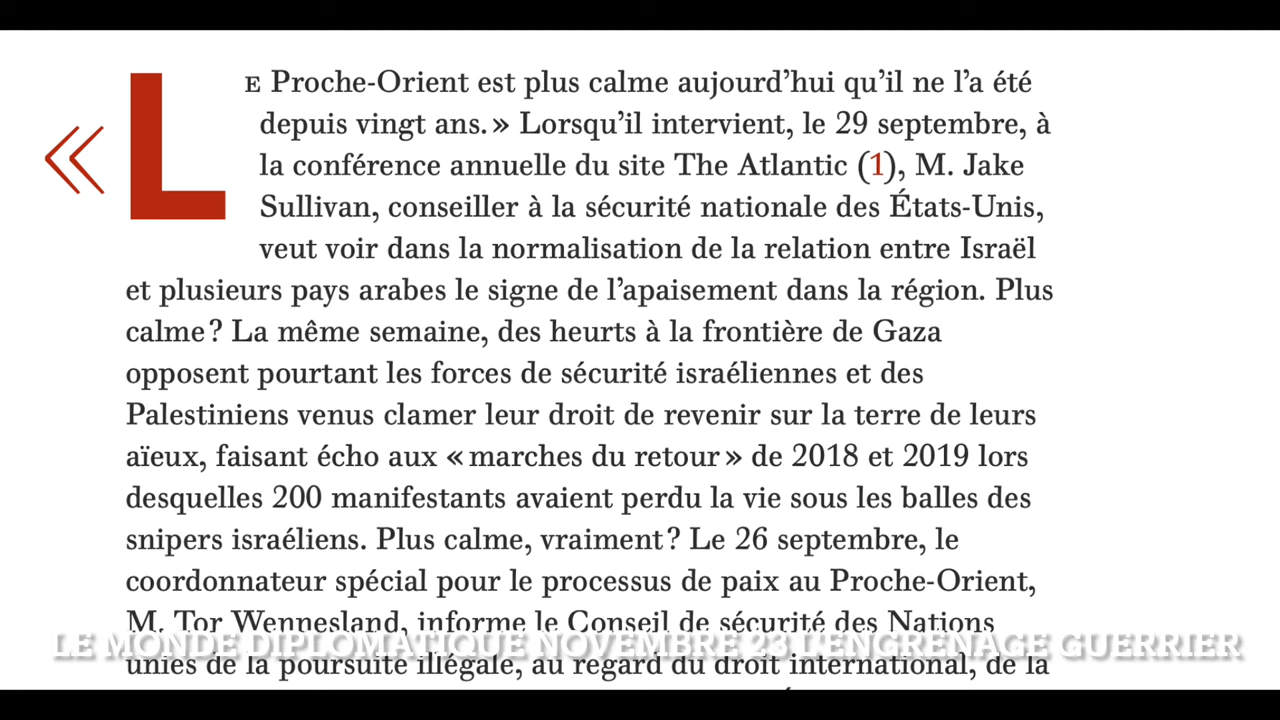 « LE Proche-Orient est plus calme aujourd’hui qu’il ne l’a été
depuis vingt ans. » Lorsqu’il intervient, le 29 septembre, à
la conférence annuelle du site The Atlantic (1), M. Jake
Sullivan, conseiller à la sécurité nationale des États-Unis,
veut voir dans la normalisation de la relation entre Israël
et plusieurs pays arabes le signe de l’apaisement dans la région. Plus
calme ? La même semaine, des heurts à la frontière de Gaza
opposent pourtant les forces de sécurité israéliennes et des
Palestiniens venus clamer leur droit de revenir sur la terre de leurs
aïeux, faisant écho aux « marches du retour » de 2018 et 2019 lors
desquelles 200 manifestants avaient perdu la vie sous les balles des
snipers israéliens. Plus calme, vraiment ? Le 26 septembre, le
coordonnateur spécial pour le processus de paix au Proche-Orient,
M. Tor Wennesland, informe le Conseil de sécurité des Nations
LE MONDE DIPLOMATIQUE NOVEMBRE 23 L'ENGRENAGE GUERRIER
unies de la poursuite illégale, au regard du droit international, de la